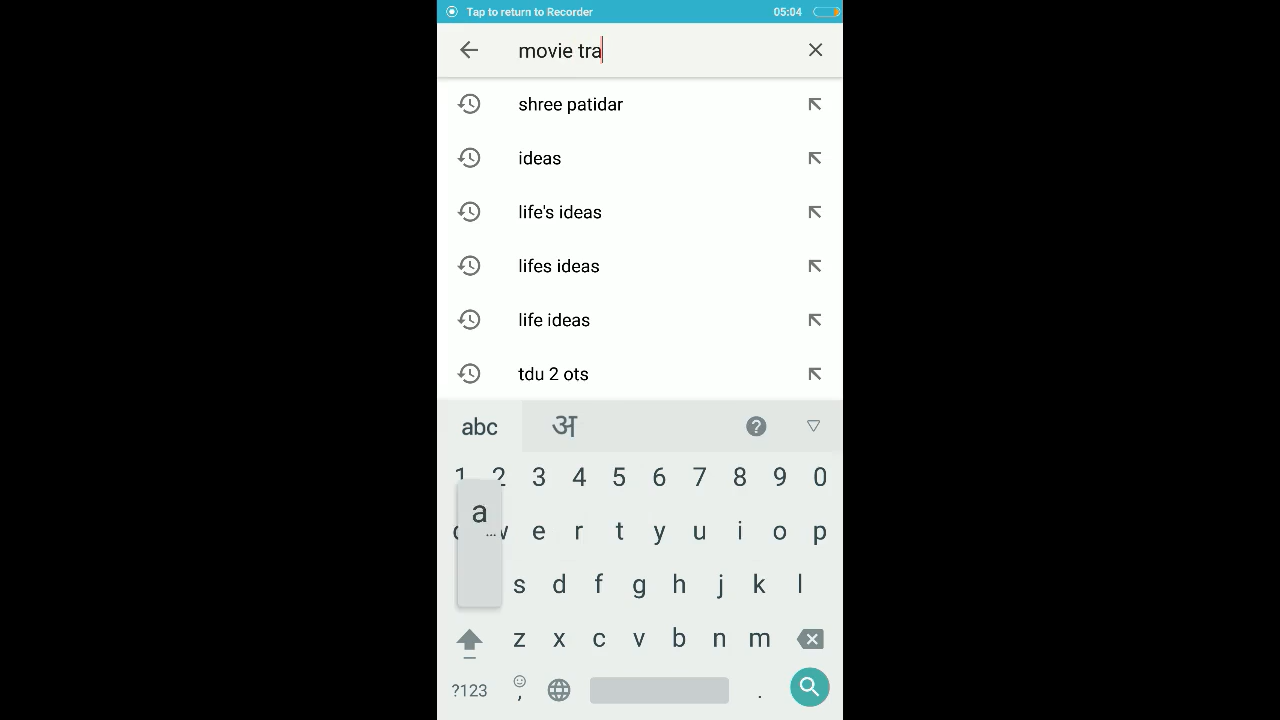 Tap to return to Recorder 05:04
movie tra
shree patidar
ideas
life's ideas
lifes ideas
life ideas
tdu 2 ots
abc अ ?
1 2 3 4 5 6 7 8 9 0
a
w e r t y u i o p
s d f g h j k l
z x c v b n m
?123 , .